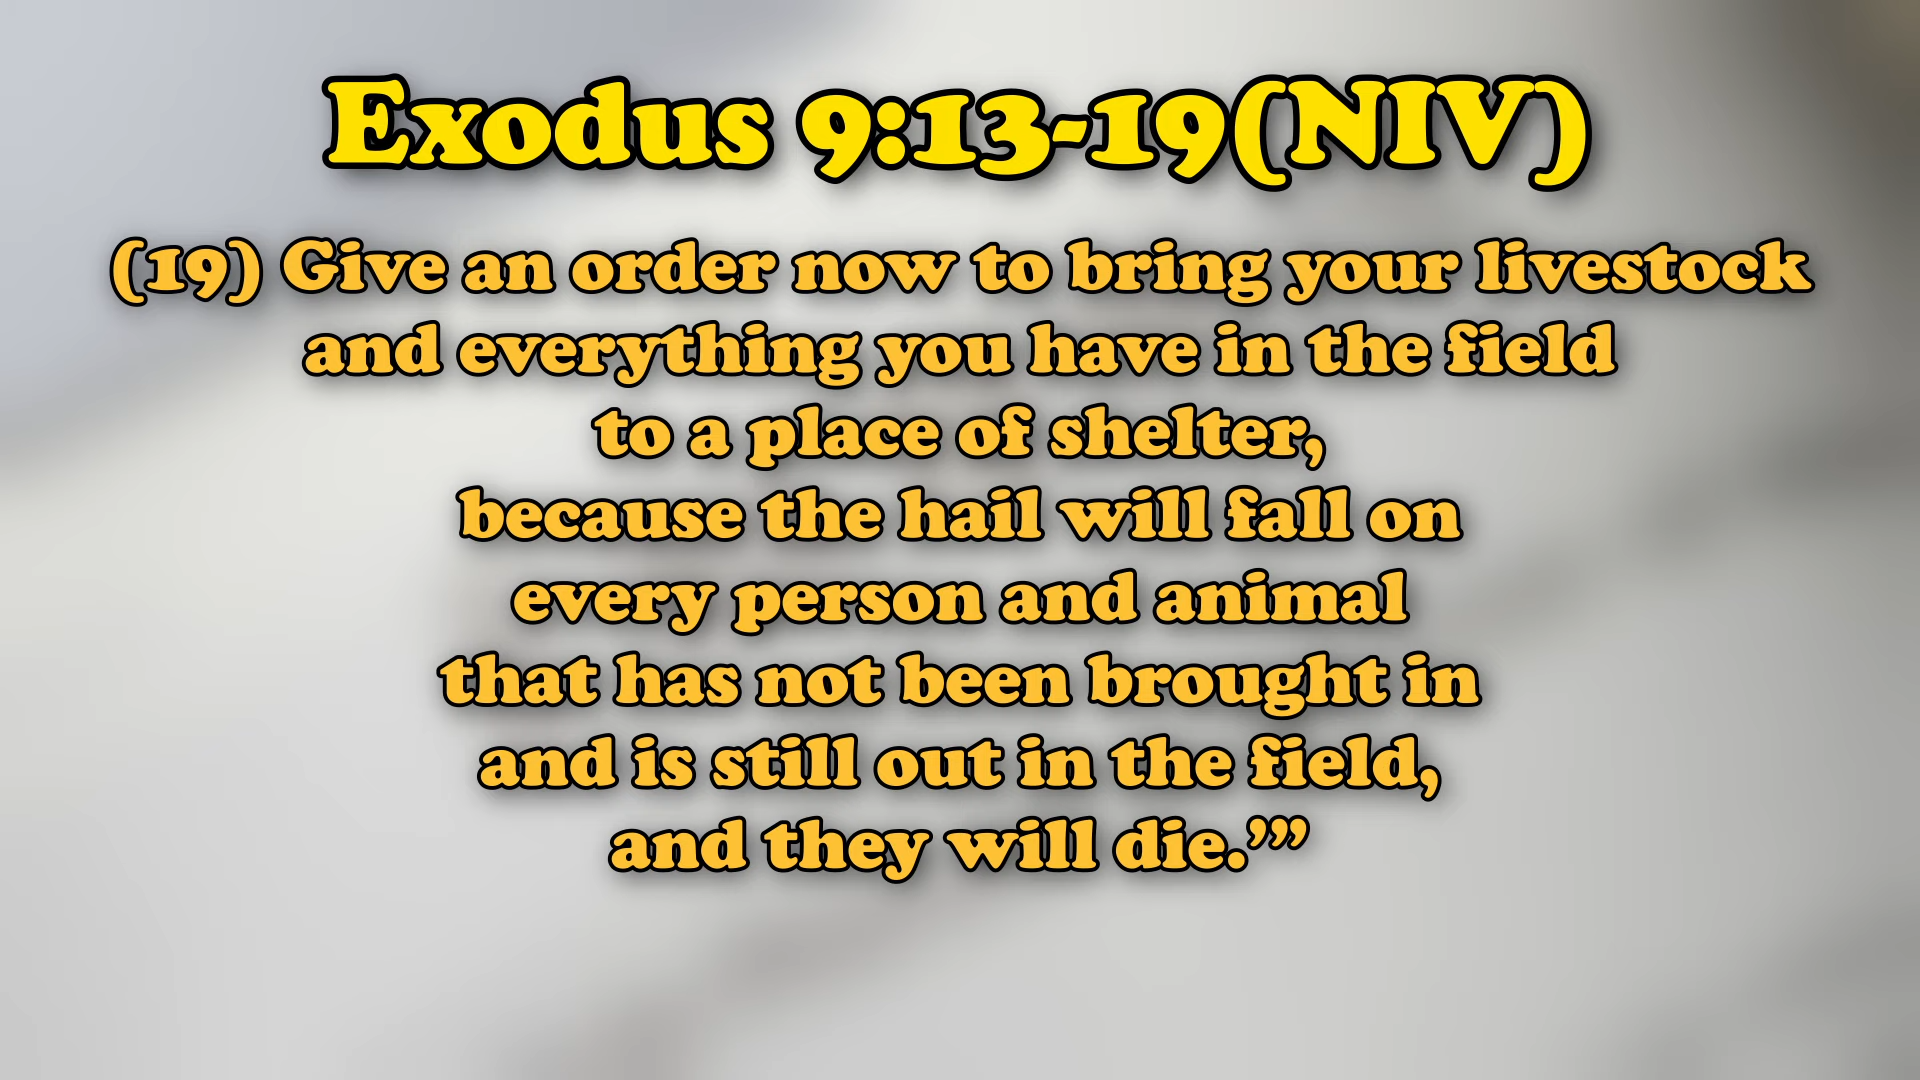 Exodus 9:13-19(NIV)
(19) Give an order now to bring your livestock
and everything you have in the field
to a place of shelter,
because the hail will fall on
every person and animal
that has not been brought in
and is still out in the field,
and they will die.’”